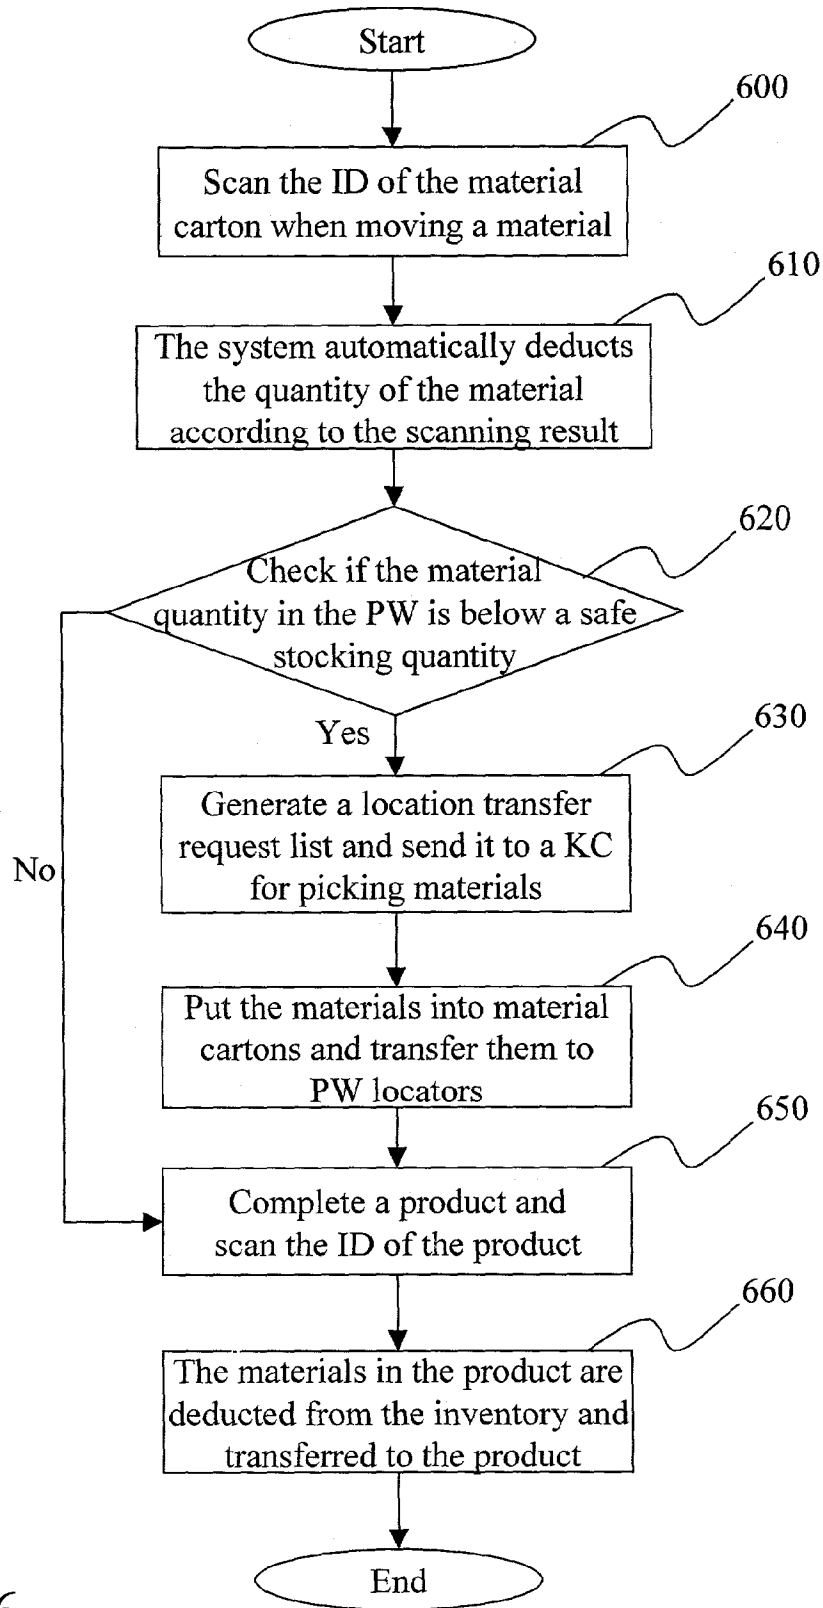 Start
600
Scan the ID of the material
carton when moving a material
610
The system automatically deducts
the quantity of the material
according to the scanning result
620
Check if the material
quantity in the PW is below a safe
stocking quantity
Yes
630
Generate a location transfer
request list and send it to a KC
for picking materials
No
640
Put the materials into material
cartons and transfer them to
PW locators
650
Complete a product and
scan the ID of the product
660
The materials in the product are
deducted from the inventory and
transferred to the product
End